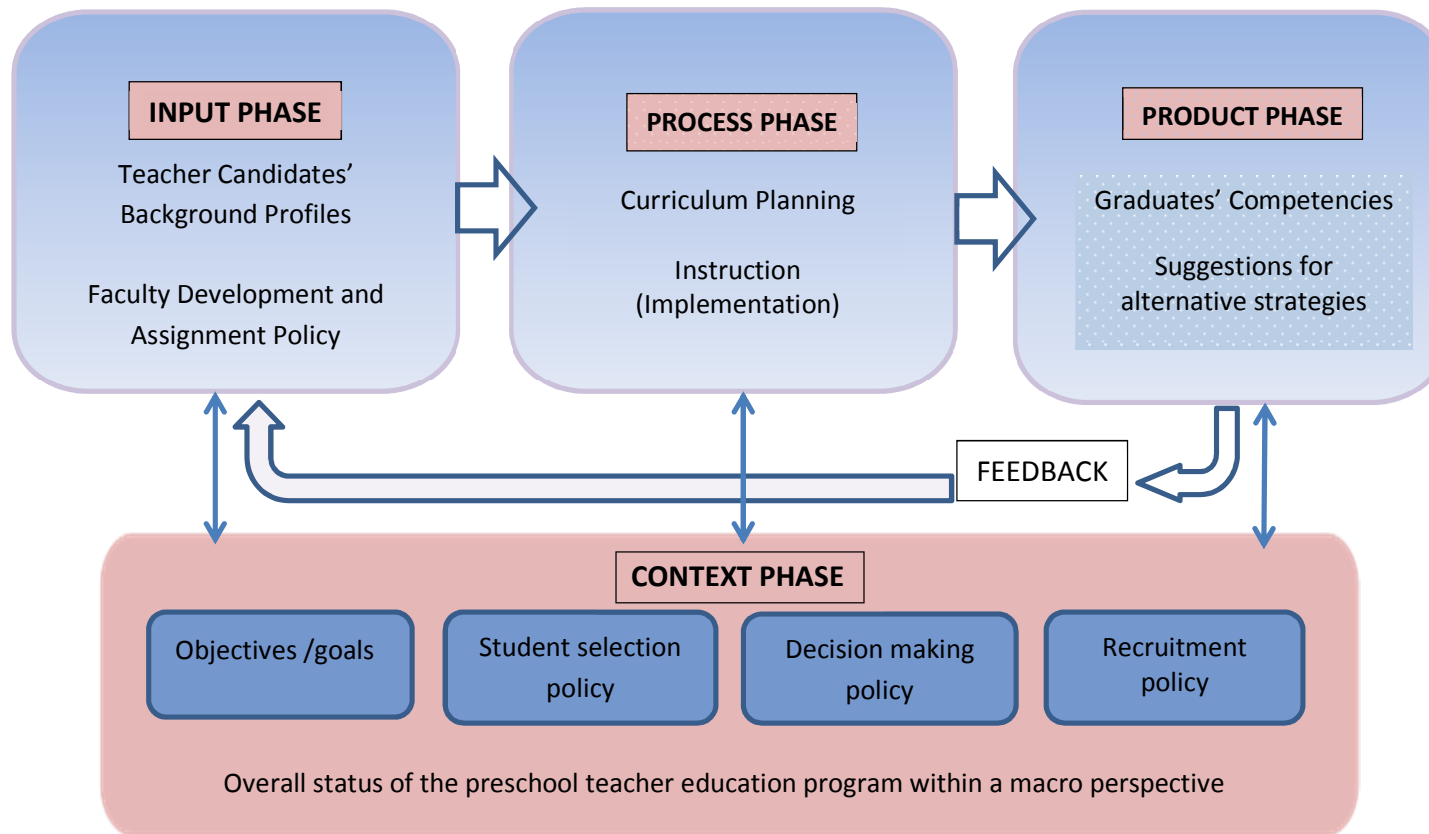 INPUT PHASE
Teacher Candidates’
Background Profiles
Faculty Development and
Assignment Policy
PROCESS PHASE
Curriculum Planning
Instruction
(Implementation)
PRODUCT PHASE
Graduates’ Competencies
Suggestions for
alternative strategies
FEEDBACK
CONTEXT PHASE
Objectives /goals
Student selection
policy
Decision making
policy
Recruitment
policy
Overall status of the preschool teacher education program within a macro perspective